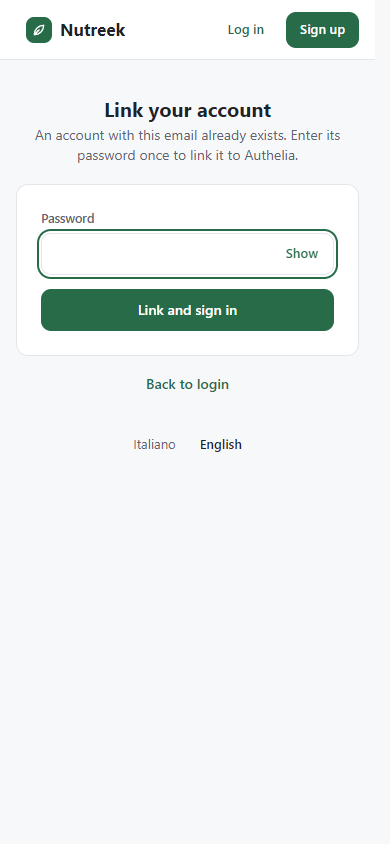 Nutreek
Log in
Sign up
Link your account
An account with this email already exists. Enter its
password once to link it to Authelia.
Password
Show
Link and sign in
Back to login
Italiano
English